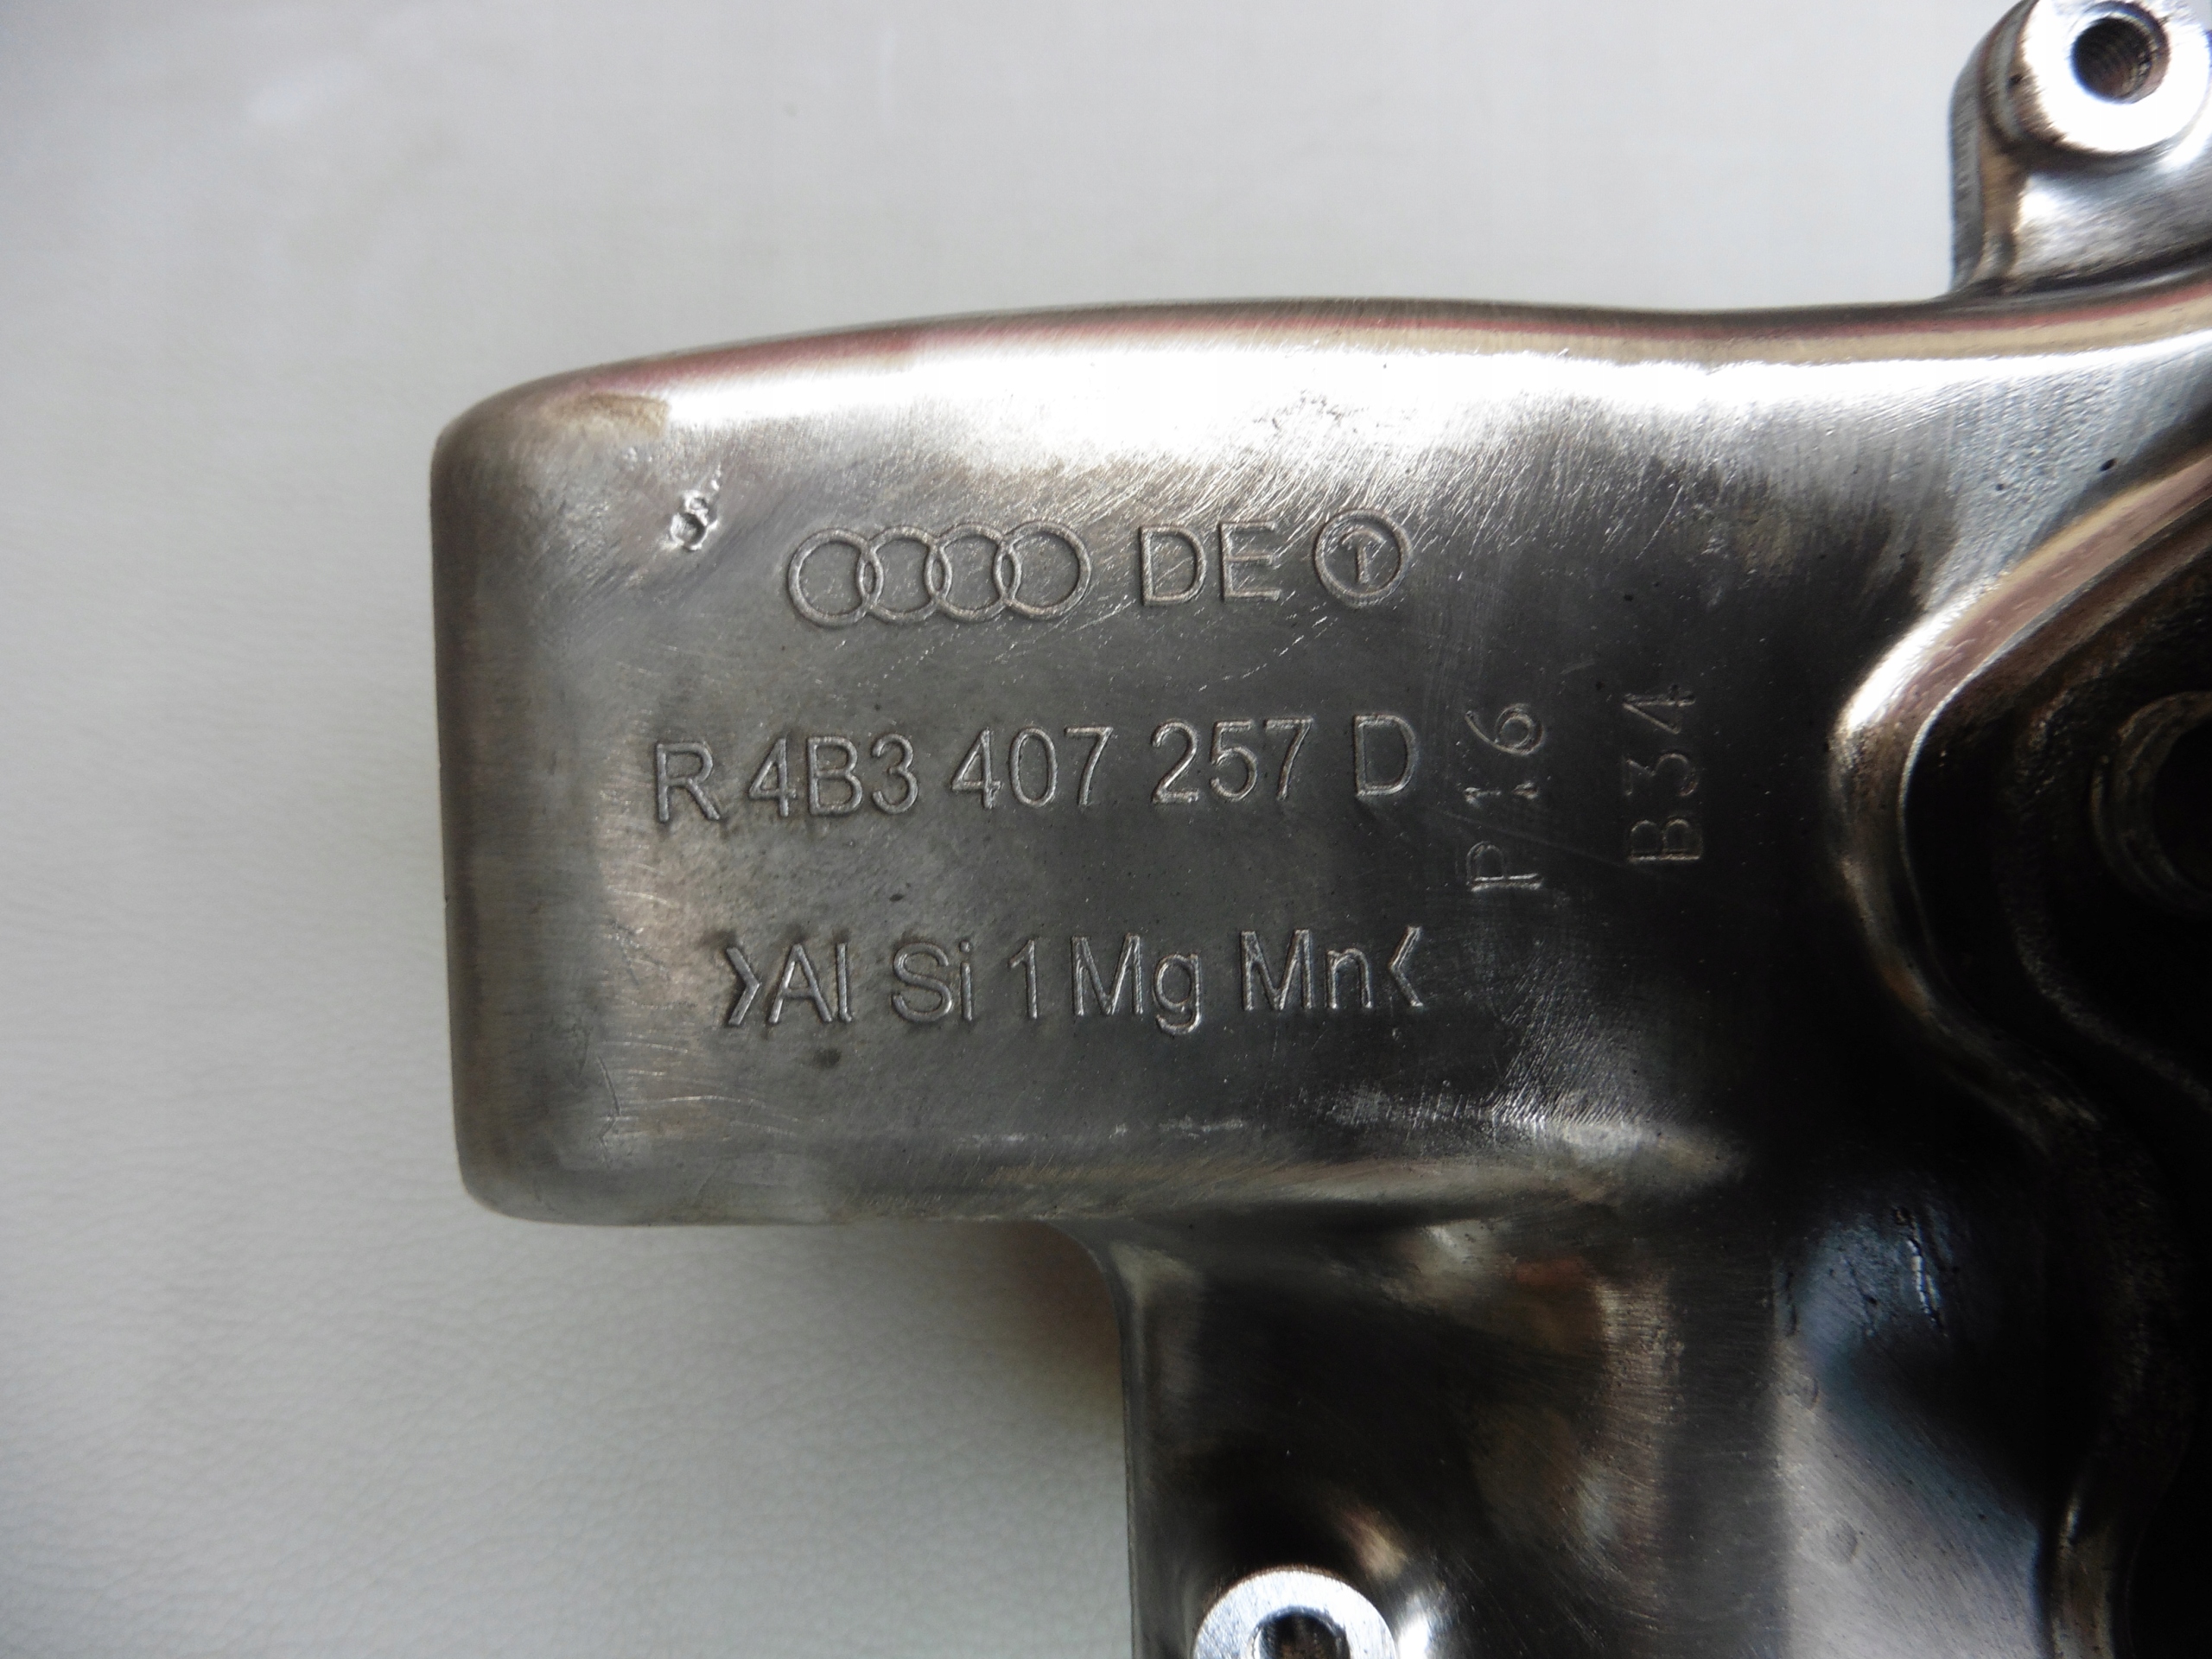 DE
R 4B3 407 257 D
P16
B34
>Al Si 1 Mg Mn<